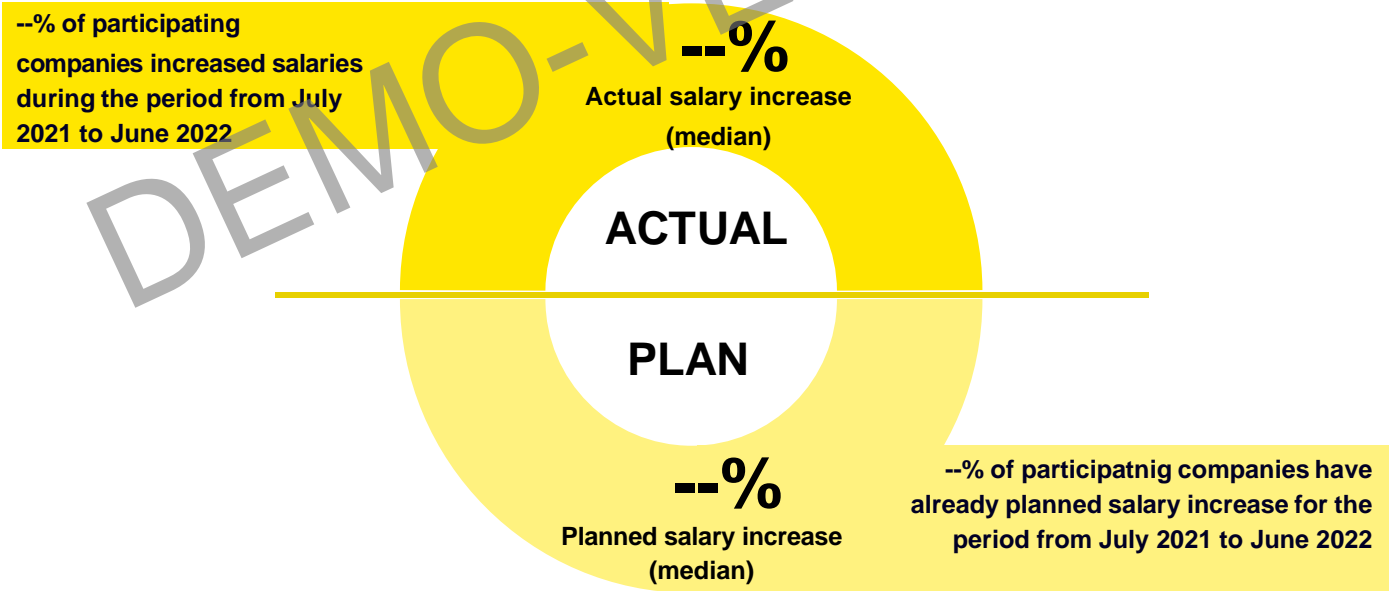 --% of participating
companies increased salaries
during the period from July
2021 to June 2022
--%
Actual salary increase
(median)
ACTUAL
PLAN
--%
Planned salary increase
(median)
--% of participatnig companies have
already planned salary increase for the
period from July 2021 to June 2022
DEMO-VE